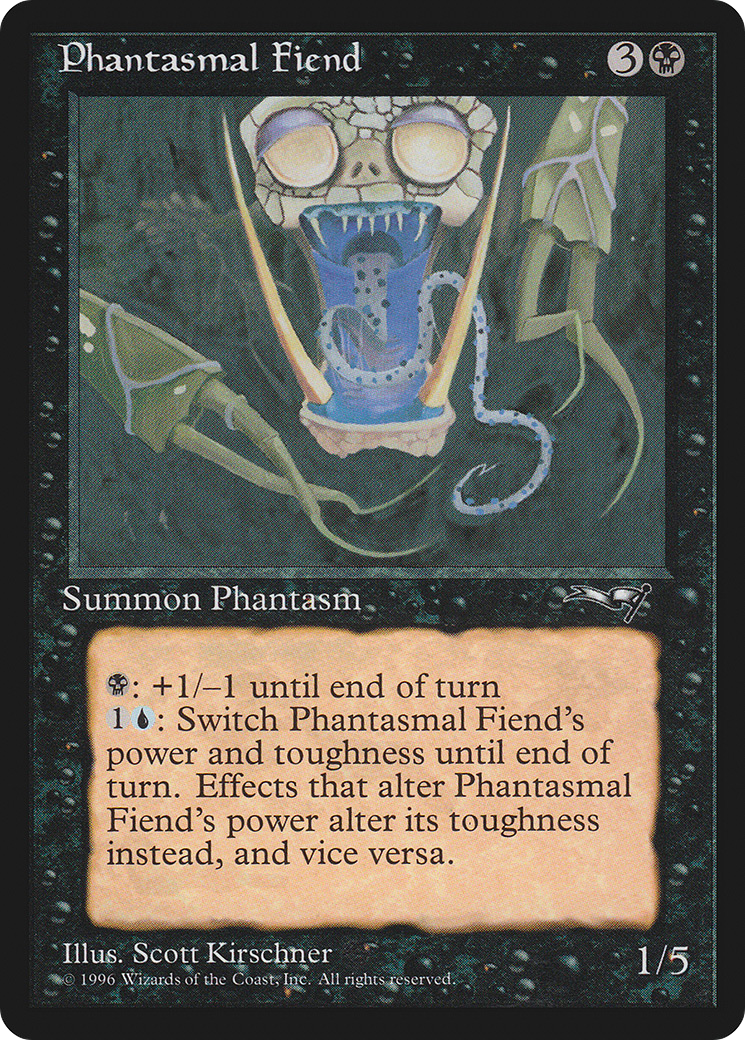 Phantasmal Fiend 3
Summon Phantasm
: +1/–1 until end of turn
1 : Switch Phantasmal Fiend's
power and toughness until end of
turn. Effects that alter Phantasmal
Fiend's power alter its toughness
instead, and vice versa.
Illus. Scott Kirschner
1/5
© 1996 Wizards of the Coast, Inc. All rights reserved.